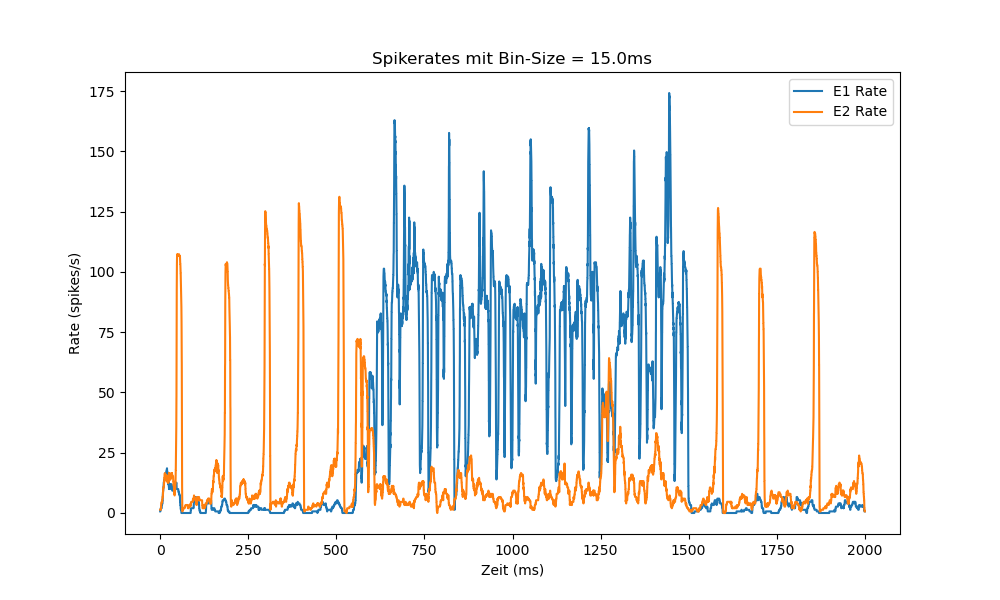 Spikerates mit Bin-Size = 15.0ms
E1 Rate
E2 Rate
175
150
125
100
75
50
25
0
Rate (spikes/s)
0 250 500 750 1000 1250 1500 1750 2000
Zeit (ms)